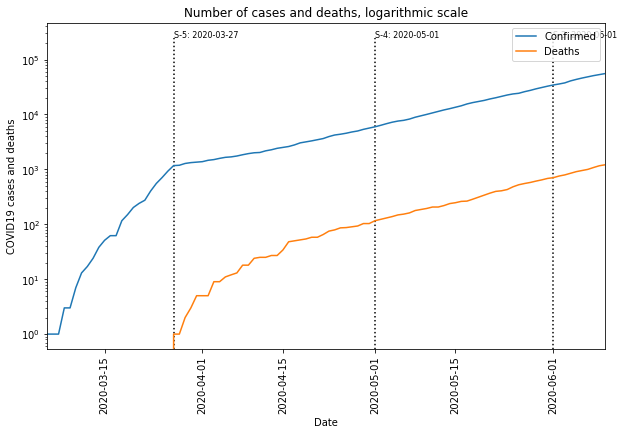 Number of cases and deaths, logarithmic scale
S-5: 2020-03-27
S-4: 2020-05-01
Confirmed
Deaths
COVID19 cases and deaths
10^5
10^4
10^3
10^2
10^1
10^0
2020-03-15
2020-04-01
2020-04-15
2020-05-01
2020-05-15
2020-06-01
Date